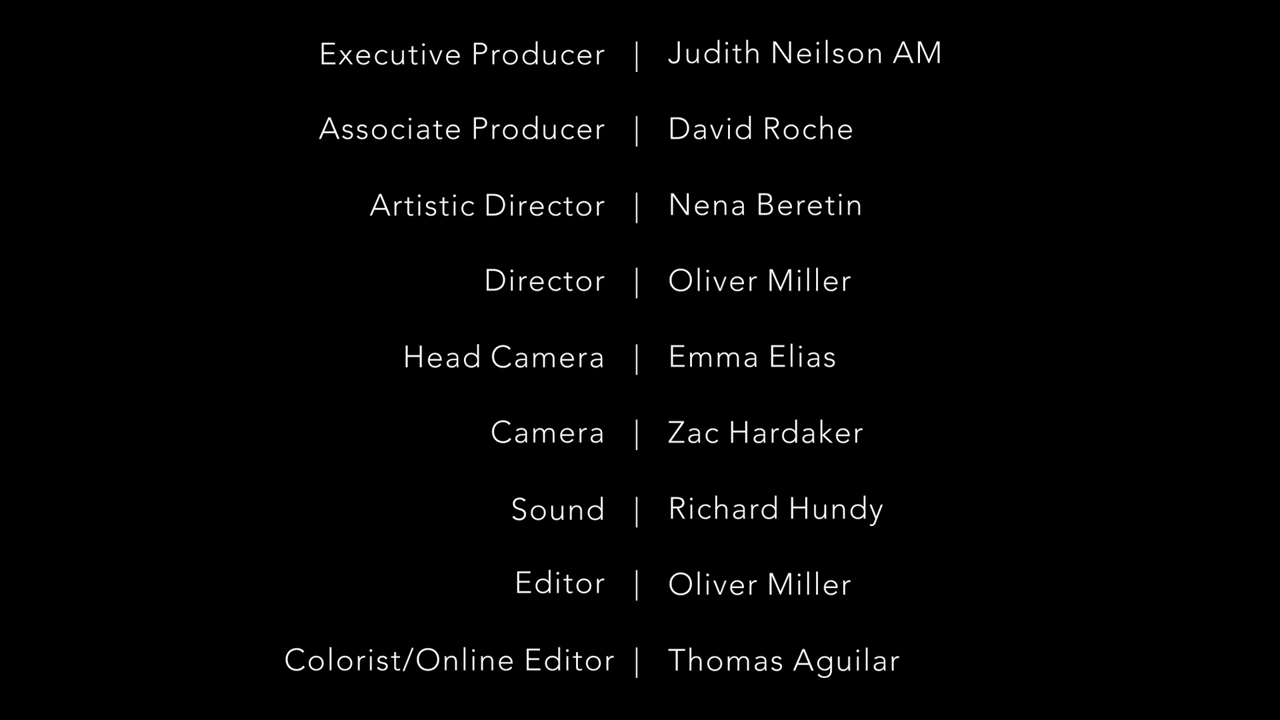 Executive Producer | Judith Neilson AM
Associate Producer | David Roche
Artistic Director | Nena Beretin
Director | Oliver Miller
Head Camera | Emma Elias
Camera | Zac Hardaker
Sound | Richard Hundy
Editor | Oliver Miller
Colorist/Online Editor | Thomas Aguilar